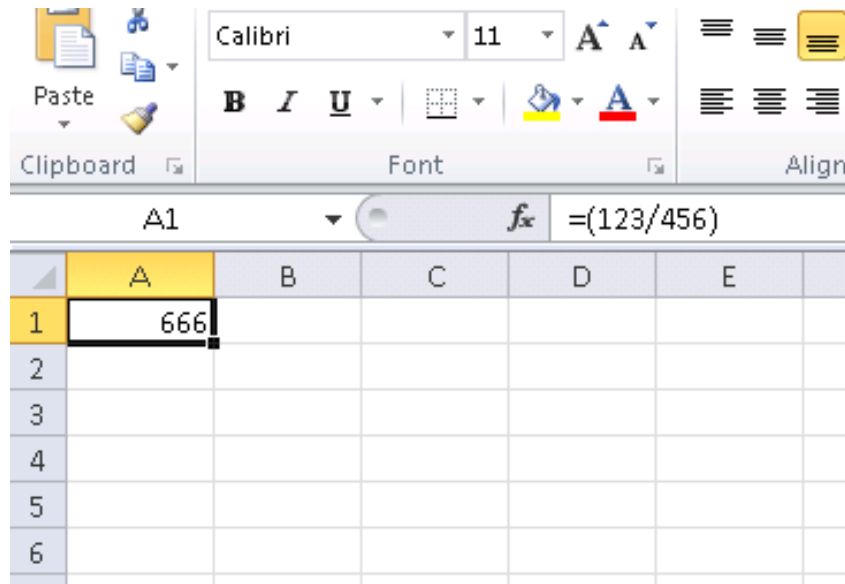 Calibri 11 A A
Paste B I U A
Clipboard Font Align
A1 fx =(123/456)
A B C D E
1 666
2
3
4
5
6